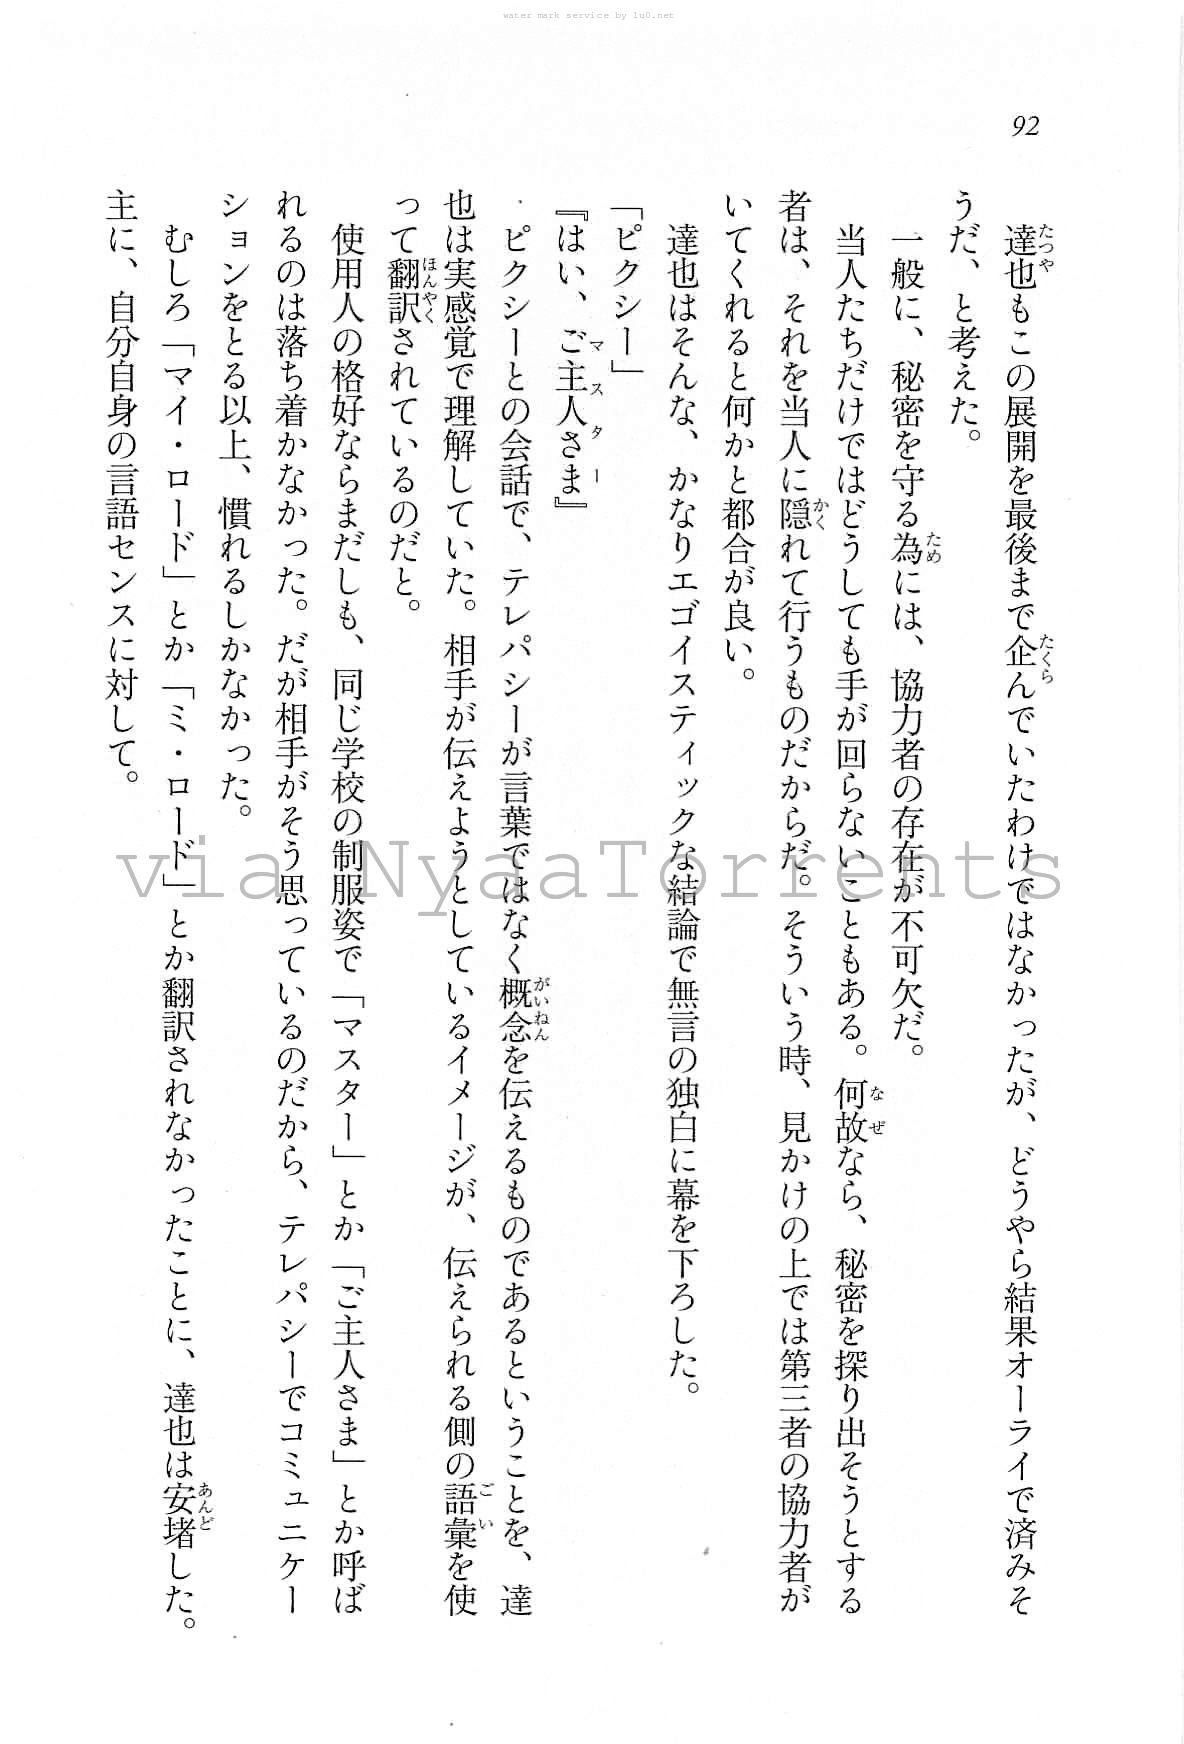 water mark service by lu0.net
92
達也もこの展開を最後まで企んでいたわけではなかったが、どうやら結果オーライで済みそ
うだ、と考えた。
一般に、秘密を守る為には、協力者の存在が不可欠だ。
当人たちだけではどうしても手が回らないこともある。何故なら、秘密を探り出そうとする
者は、それを当人に隠れて行うものだからだ。そういう時、見かけの上では第三者の協力者が
いてくれると何かと都合が良い。
達也はそんな、かなりエゴイスティックな結論で無言の独白に幕を下ろした。
「ピクシー」
『はい、ご主人さま』
ピクシーとの会話で、テレパシーが言葉ではなく概念を伝えるものであるということを、達
也は実感覚で理解していた。相手が伝えようとしているイメージが、伝えられる側の語彙を使
って翻訳されているのだと。
使用人の格好ならまだしも、同じ学校の制服姿で「マスター」とか「ご主人さま」とか呼ば
れるのは落ち着かなかった。だが相手がそう思っているのだから、テレパシーでコミュニケー
ションをとる以上、慣れるしかなかった。
むしろ「マイ・ロード」とか「ミ・ロード」とか翻訳されなかったことに、達也は安堵した。
主に、自分自身の言語センスに対して。
via NyaaTorrents